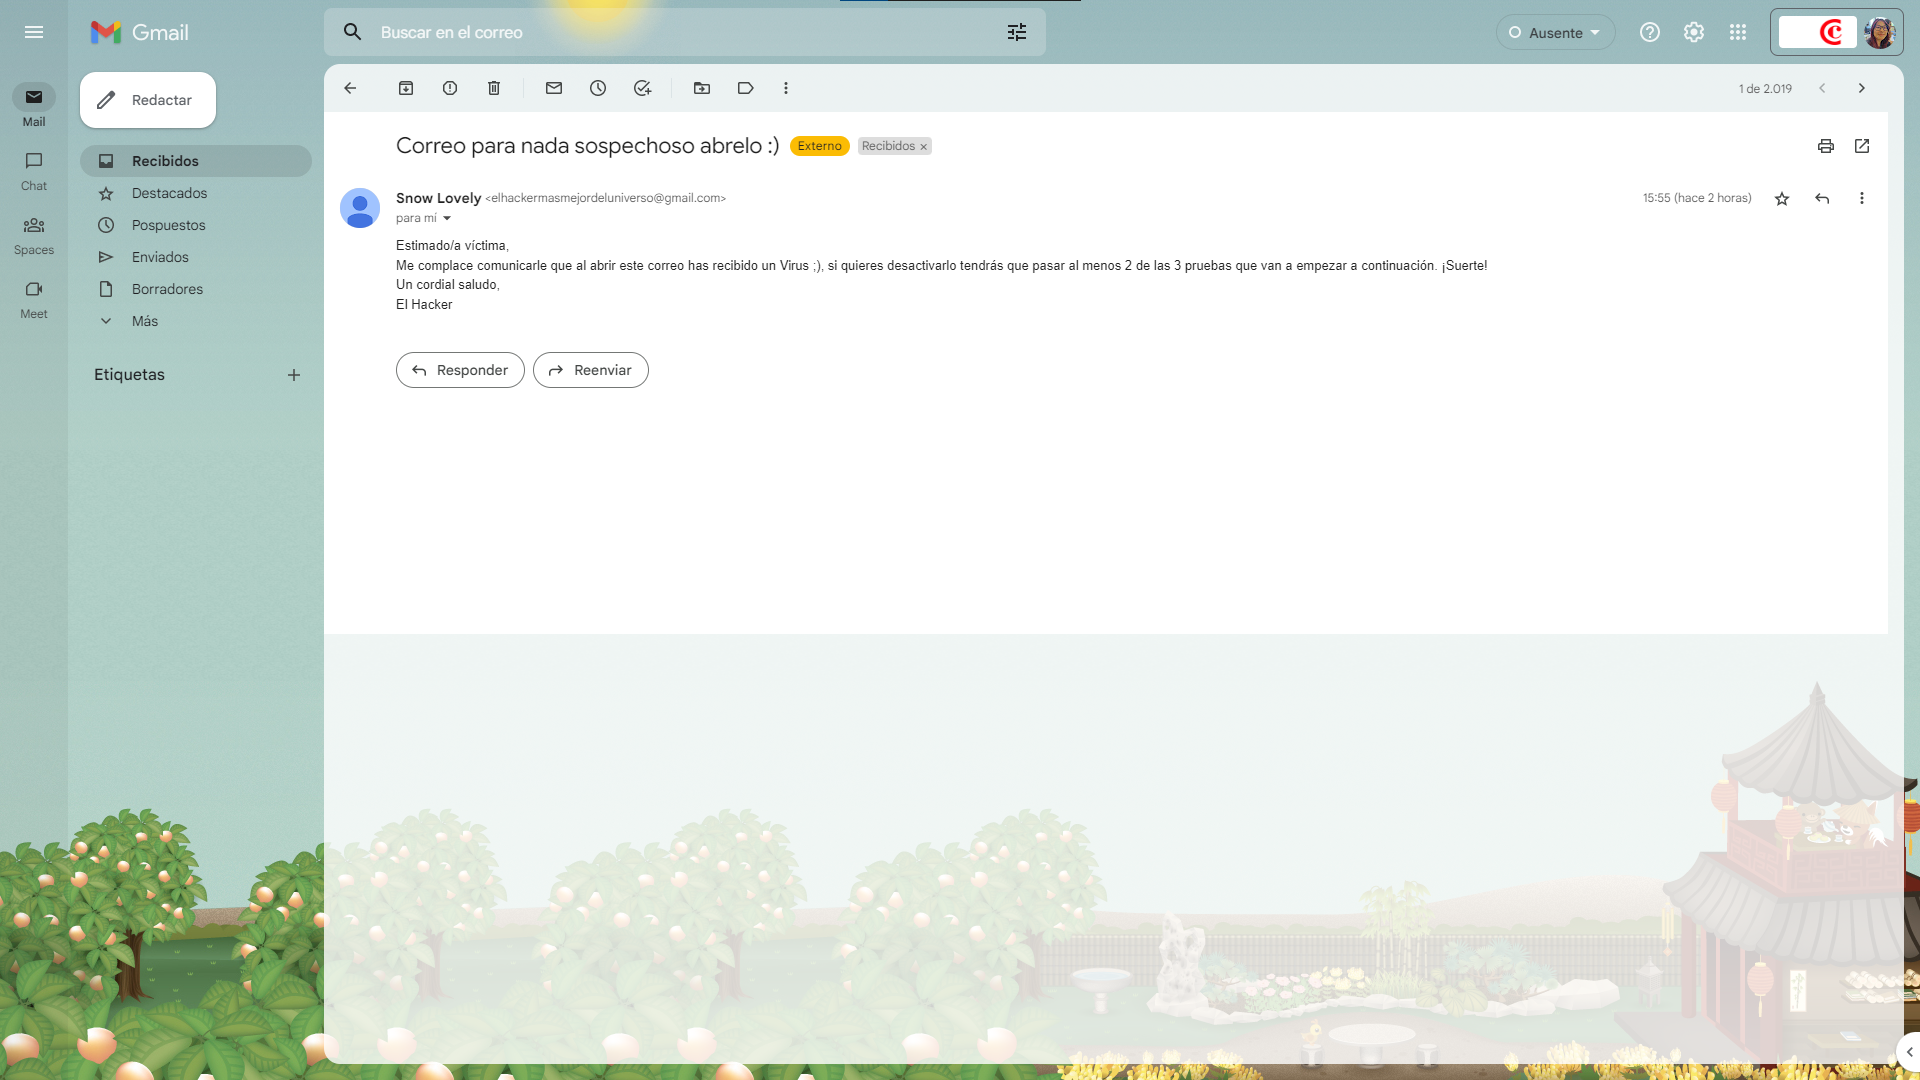 Gmail
Buscar en el correo
Ausente
Redactar
1 de 2.019
Mail
Chat
Spaces
Meet
Recibidos
Destacados
Pospuestos
Enviados
Borradores
Más
Etiquetas
Correo para nada sospechoso abrelo :) Externo Recibidos ×
Snow Lovely <elhackermasmejordeluniverso@gmail.com> 15:55 (hace 2 horas)
para mí
Estimado/a víctima,
Me complace comunicarle que al abrir este correo has recibido un Virus ;), si quieres desactivarlo tendrás que pasar al menos 2 de las 3 pruebas que van a empezar a continuación. ¡Suerte!
Un cordial saludo,
El Hacker
Responder
Reenviar